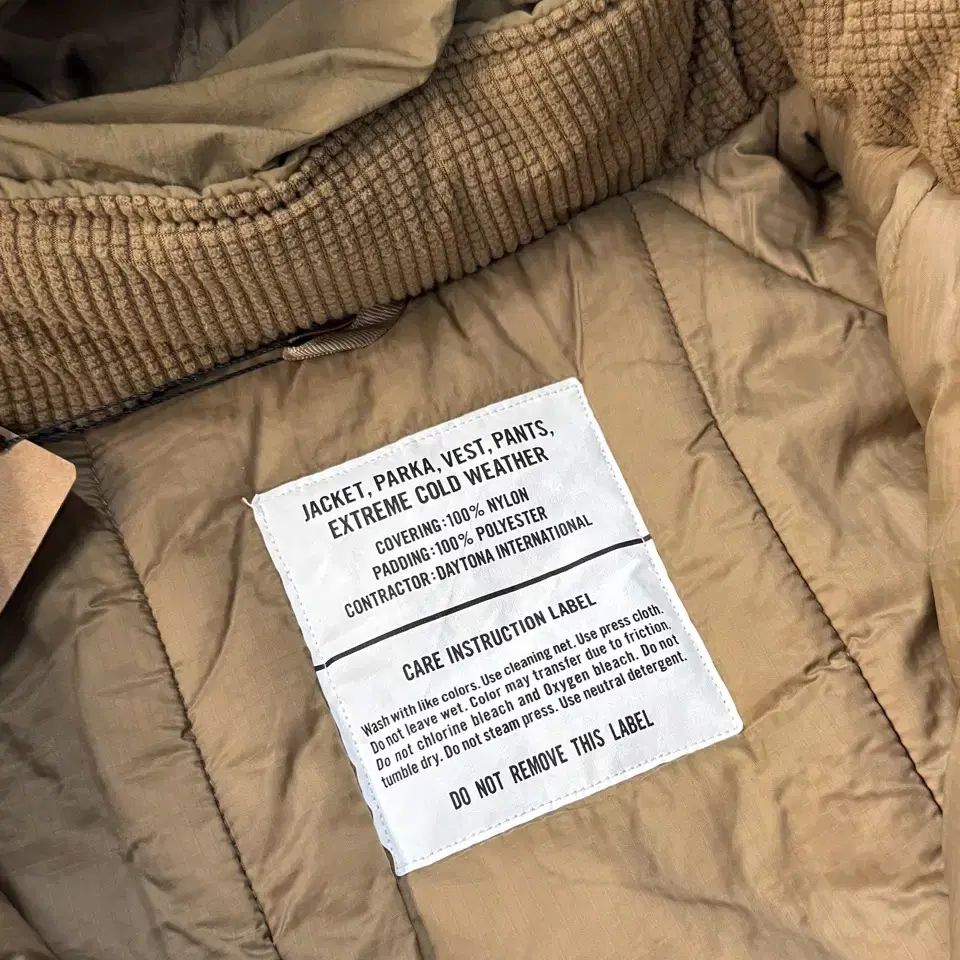 JACKET, PARKA, VEST, PANTS,
EXTREME COLD WEATHER
COVERING:100% NYLON
PADDING:100% POLYESTER
CONTRACTOR:DAYTONA INTERNATIONAL
CARE INSTRUCTION LABEL
Wash with like colors. Use cleaning net. Use press cloth.
Do not leave wet. Color may transfer due to friction.
Do not chlorine bleach and Oxygen bleach. Do not
tumble dry. Do not steam press. Use neutral detergent.
DO NOT REMOVE THIS LABEL